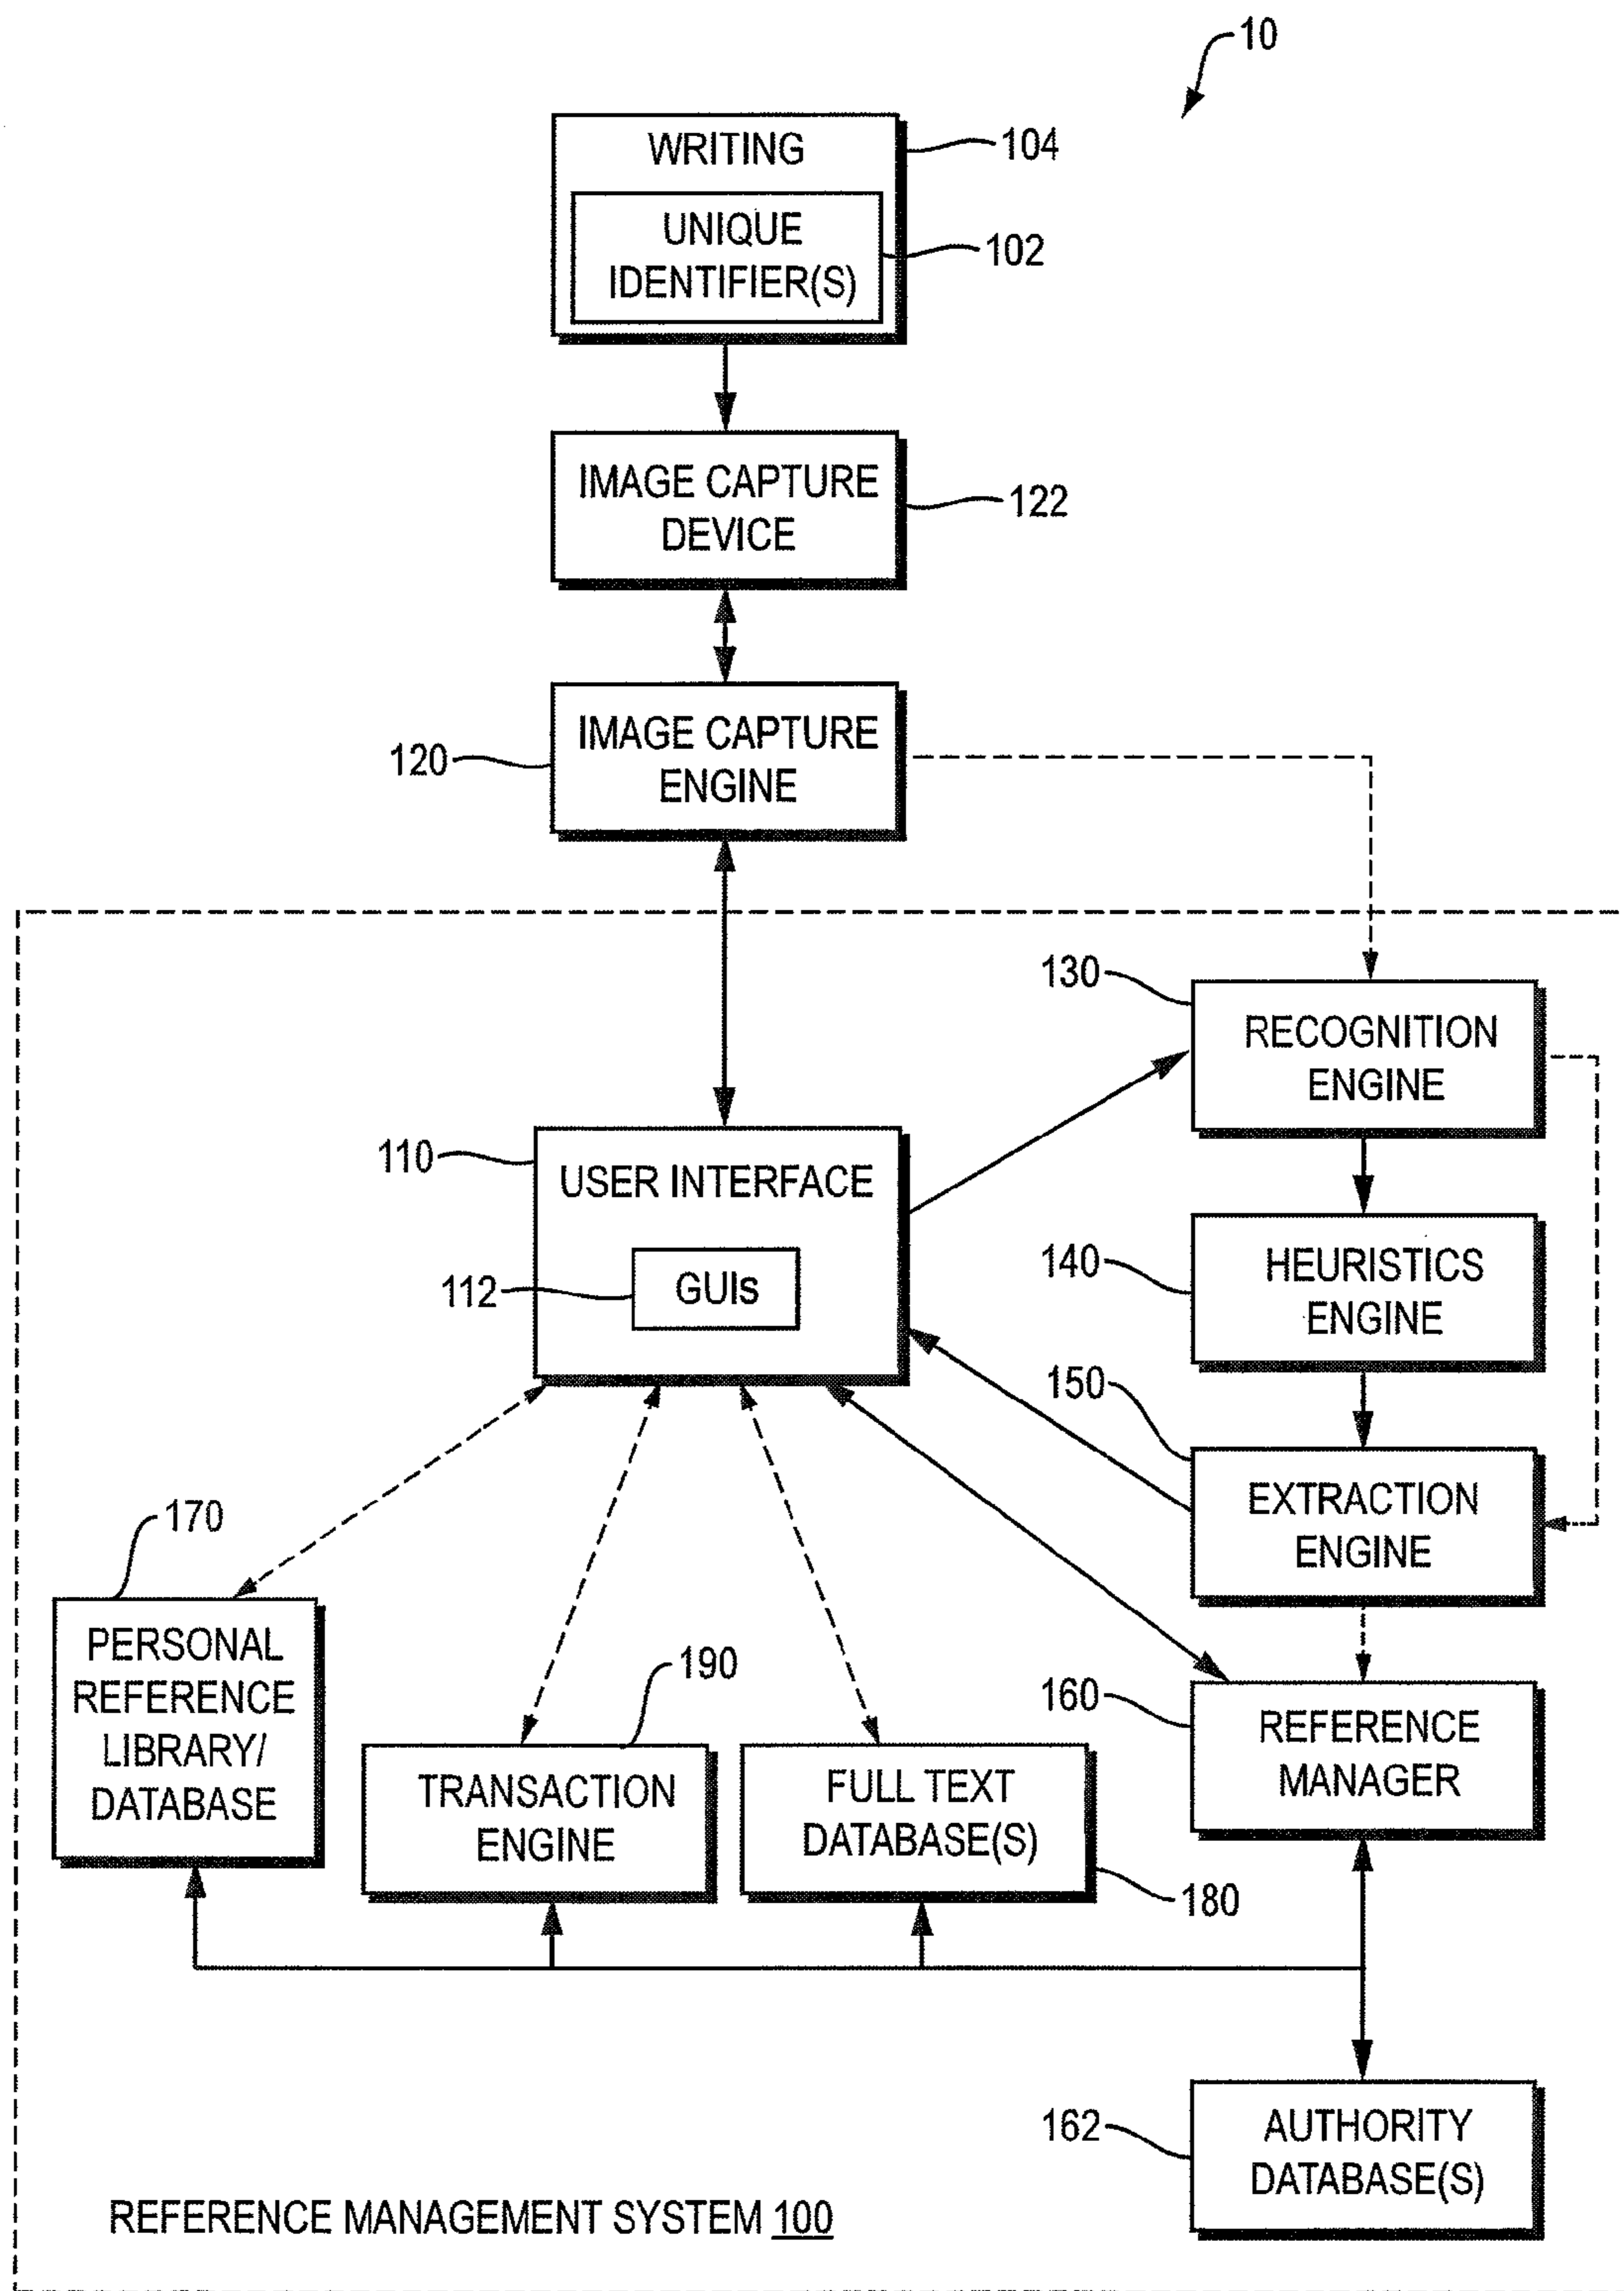 10
WRITING
104
UNIQUE
IDENTIFIER(S)
102
IMAGE CAPTURE
DEVICE
122
IMAGE CAPTURE
ENGINE
120
130
RECOGNITION
ENGINE
110
USER INTERFACE
112
GUIs
140
HEURISTICS
ENGINE
150
EXTRACTION
ENGINE
170
PERSONAL
REFERENCE
LIBRARY/
DATABASE
190
TRANSACTION
ENGINE
FULL TEXT
DATABASE(S)
180
160
REFERENCE
MANAGER
162
AUTHORITY
DATABASE(S)
REFERENCE MANAGEMENT SYSTEM 100